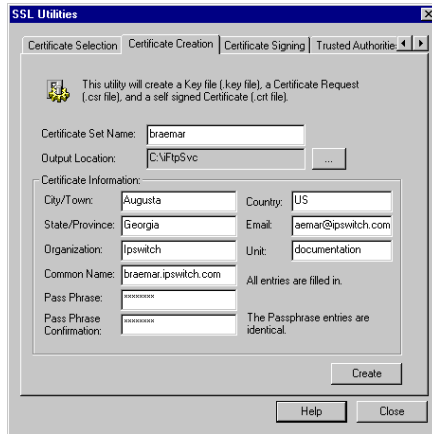 SSL Utilities
Certificate Selection Certificate Creation Certificate Signing Trusted Authoritie
This utility will create a Key file (.key file), a Certificate Request
(.csr file), and a self signed Certificate (.crt file).
Certificate Set Name: braemar
Output Location: C:\iFtpSvc ...
Certificate Information:
City/Town: Augusta Country: US
State/Province: Georgia Email: aemar@ipswitch.com
Organization: Ipswitch Unit: documentation
Common Name: braemar.ipswitch.com All entries are filled in.
Pass Phrase: ********
Pass Phrase
Confirmation: ******** The Passphrase entries are
identical.
Create
Help Close